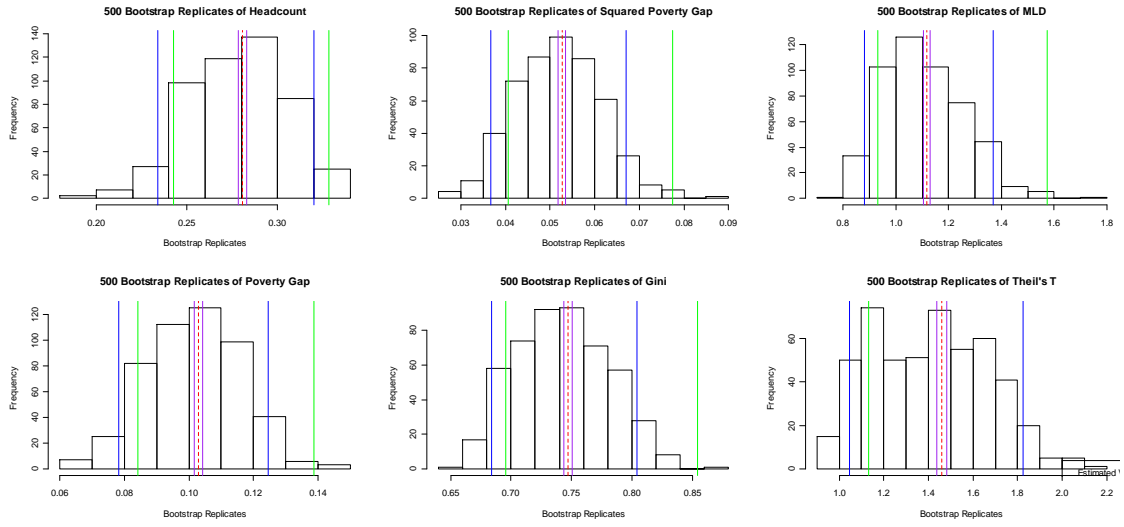 500 Bootstrap Replicates of Headcount
Frequency
0 20 40 60 80 100 120 140
0.20 0.25 0.30
Bootstrap Replicates
500 Bootstrap Replicates of Squared Poverty Gap
Frequency
0 20 40 60 80 100
0.03 0.04 0.05 0.06 0.07 0.08 0.09
Bootstrap Replicates
500 Bootstrap Replicates of MLD
Frequency
0 20 40 60 80 100 120
0.8 1.0 1.2 1.4 1.6 1.8
Bootstrap Replicates
500 Bootstrap Replicates of Poverty Gap
Frequency
0 20 40 60 80 100 120
0.06 0.08 0.10 0.12 0.14
Bootstrap Replicates
500 Bootstrap Replicates of Gini
Frequency
0 20 40 60 80
0.65 0.70 0.75 0.80 0.85
Bootstrap Replicates
500 Bootstrap Replicates of Theil's T
Frequency
0 20 40 60
1.0 1.2 1.4 1.6 1.8 2.0 2.2
Estimated
Bootstrap Replicates